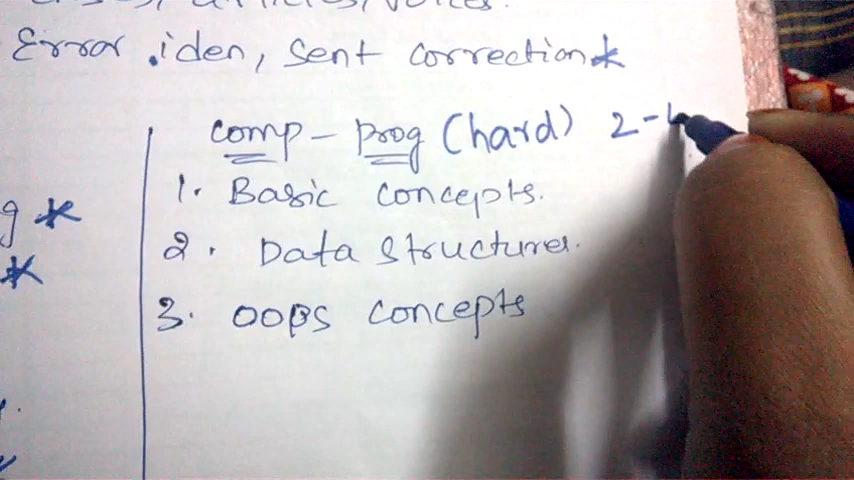 Error .iden, Sent correction*
comp - prog (hard) 2-
g *
1. Basic concepts.
*
2. Data structures.
3. OOPS concepts